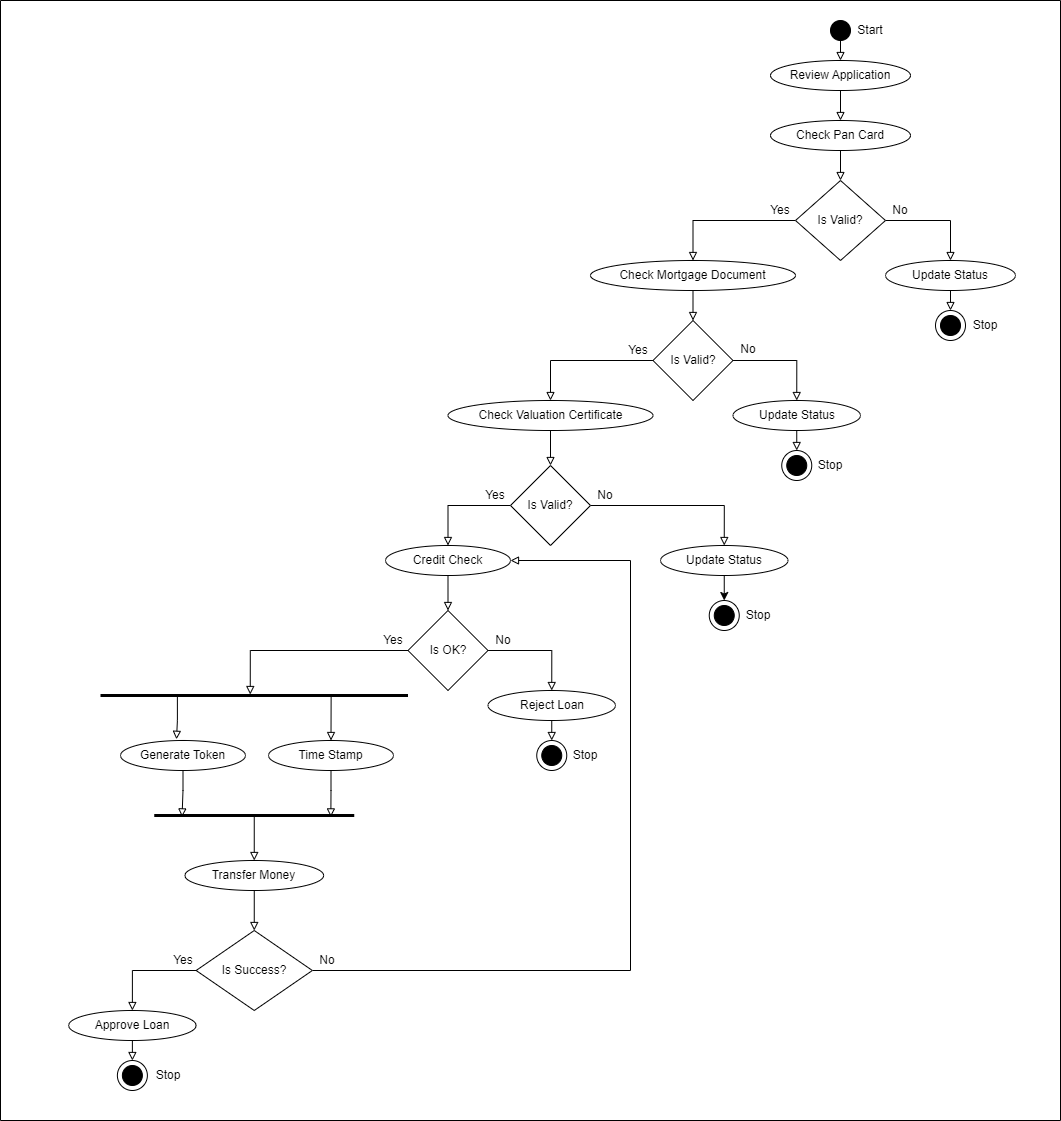 Start
Review Application
Check Pan Card
Yes
Is Valid?
No
Check Mortgage Document
Update Status
Stop
Yes
Is Valid?
No
Check Valuation Certificate
Update Status
Stop
Yes
Is Valid?
No
Credit Check
Update Status
Stop
Yes
Is OK?
No
Reject Loan
Generate Token
Time Stamp
Stop
Transfer Money
Yes
Is Success?
No
Approve Loan
Stop